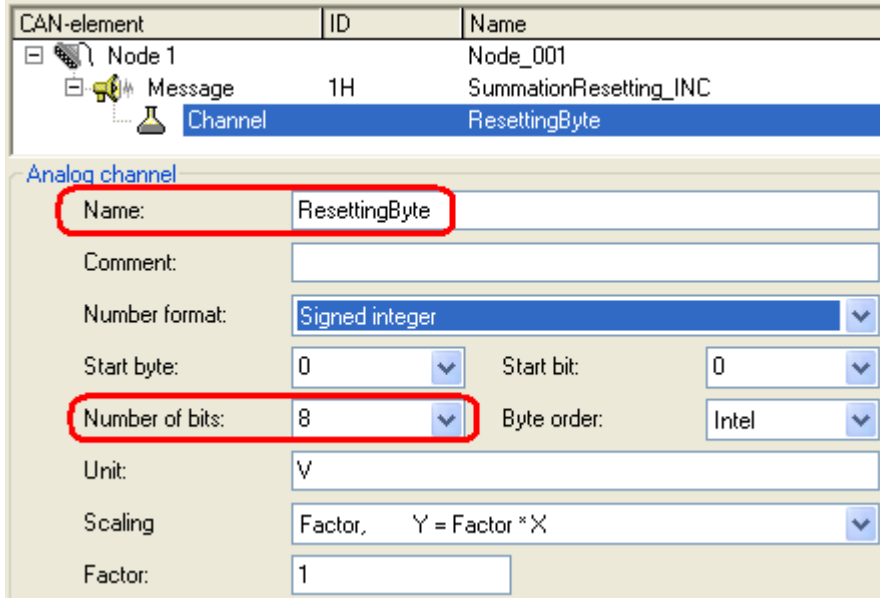 CAN-element ID Name
Node 1 Node_001
Message 1H SummationResetting_INC
Channel ResettingByte
Analog channel
Name: ResettingByte
Comment:
Number format: Signed integer
Start byte: 0 Start bit: 0
Number of bits: 8 Byte order: Intel
Unit: V
Scaling Factor, Y = Factor * X
Factor: 1